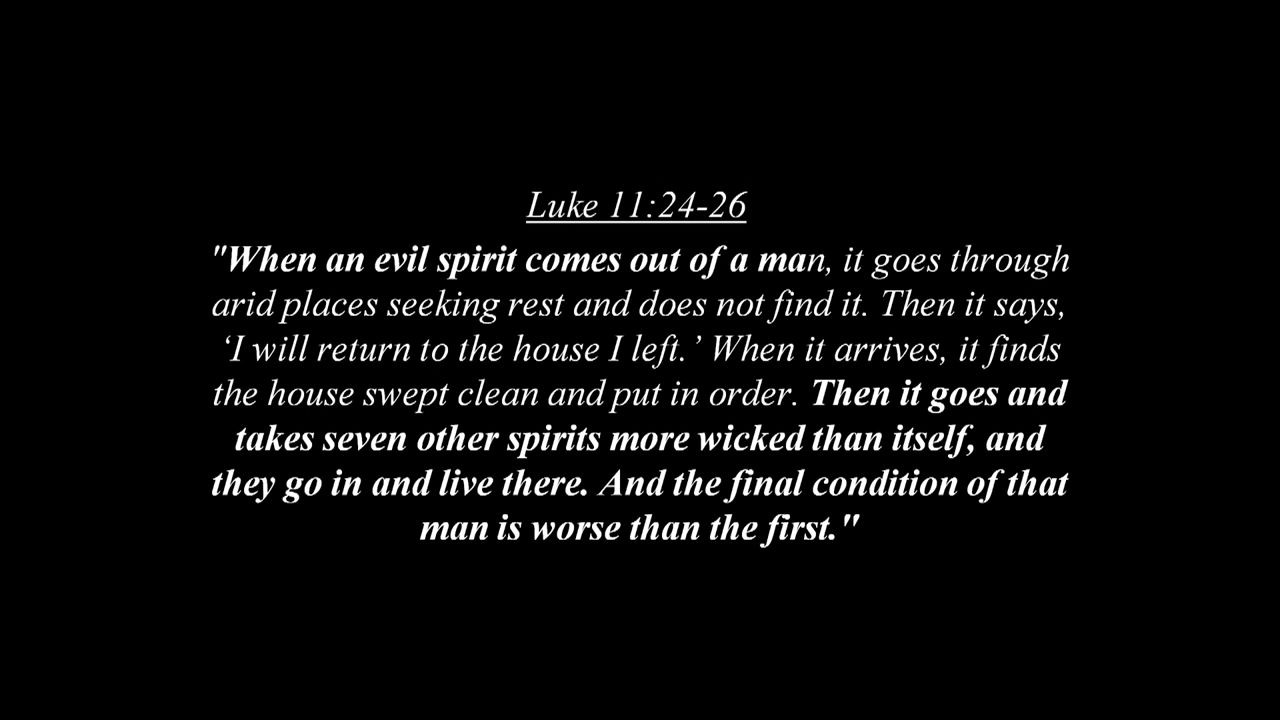 Luke 11:24-26
"When an evil spirit comes out of a man, it goes through
arid places seeking rest and does not find it. Then it says,
‘I will return to the house I left.’ When it arrives, it finds
the house swept clean and put in order. Then it goes and
takes seven other spirits more wicked than itself, and
they go in and live there. And the final condition of that
man is worse than the first."